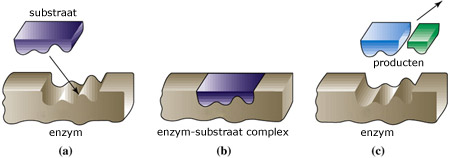 substraat
enzym
(a)
enzym-substraat complex
(b)
producten
enzym
(c)